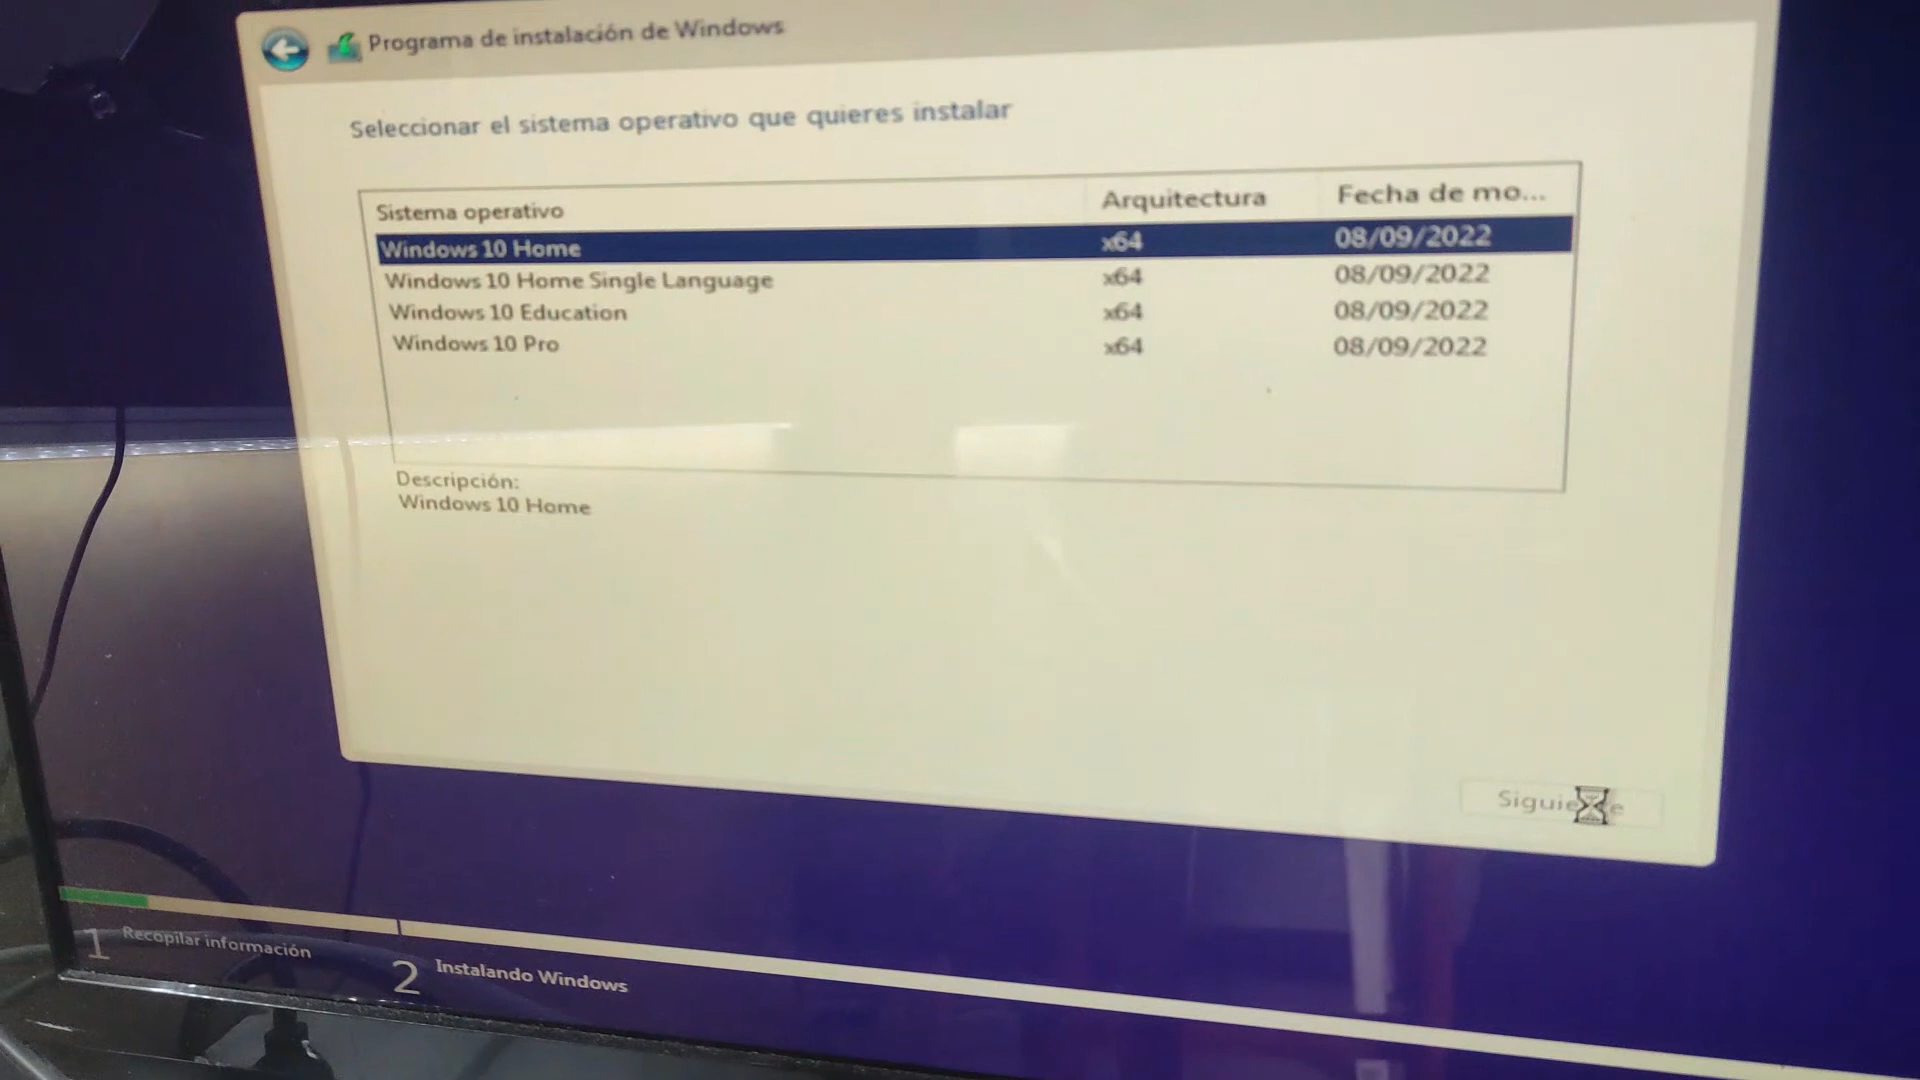 Programa de instalación de Windows
Seleccionar el sistema operativo que quieres instalar
Sistema operativo Arquitectura Fecha de mo...
Windows 10 Home x64 08/09/2022
Windows 10 Home Single Language x64 08/09/2022
Windows 10 Education x64 08/09/2022
Windows 10 Pro x64 08/09/2022
Descripción:
Windows 10 Home
Siguiente
1 Recopilar información
2 Instalando Windows